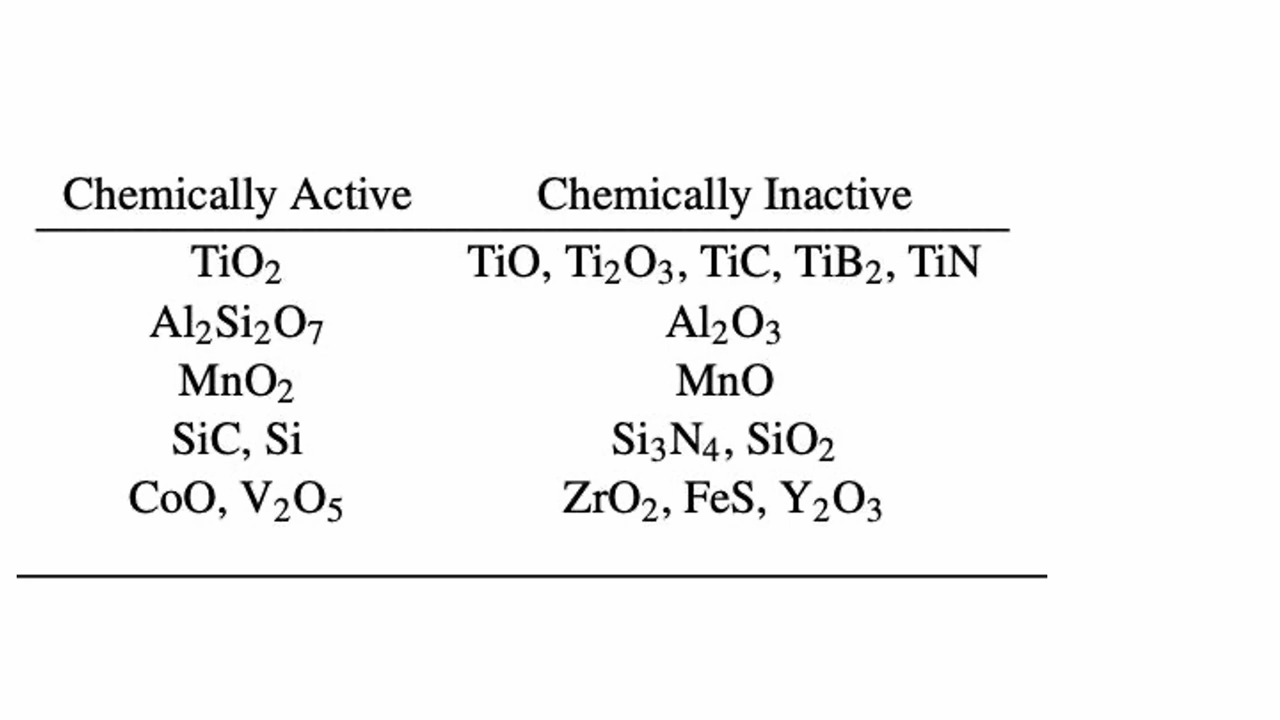 Chemically Active Chemically Inactive
TiO₂ TiO, Ti₂O₃, TiC, TiB₂, TiN
Al₂Si₂O₇ Al₂O₃
MnO₂ MnO
SiC, Si Si₃N₄, SiO₂
CoO, V₂O₅ ZrO₂, FeS, Y₂O₃